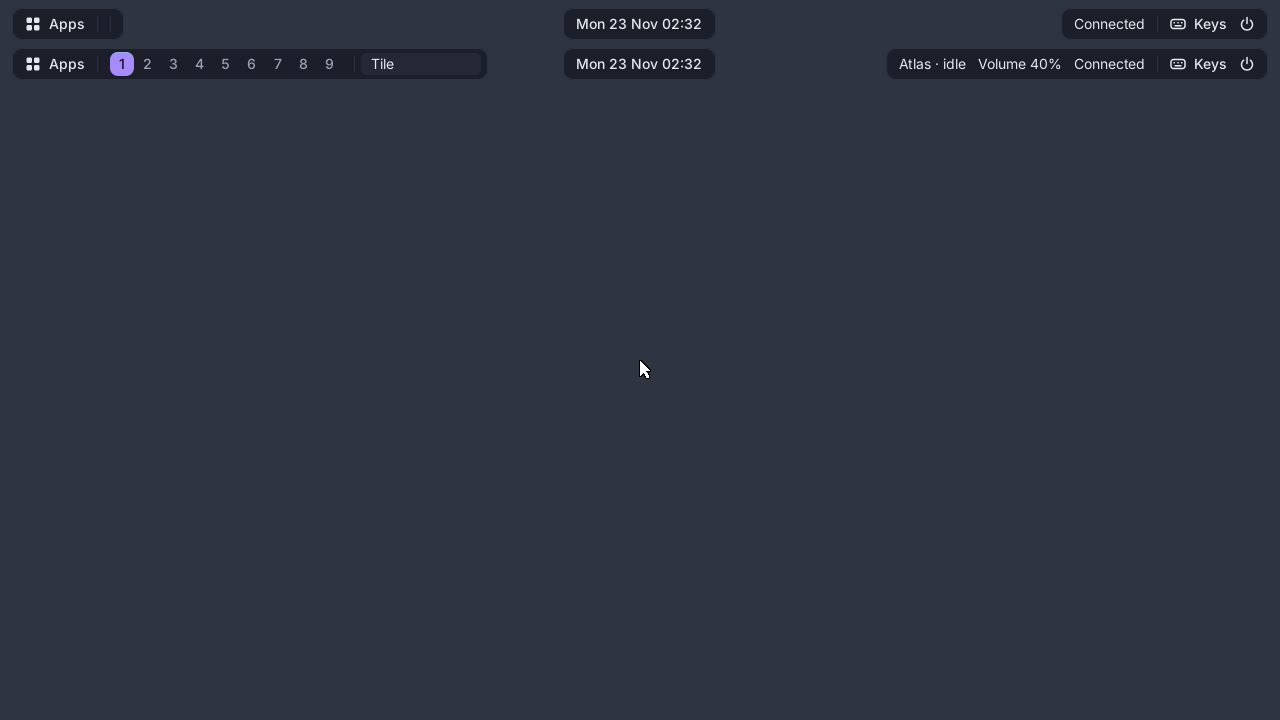 Apps Mon 23 Nov 02:32 Connected Keys
Apps 1 2 3 4 5 6 7 8 9 Tile Mon 23 Nov 02:32 Atlas · idle Volume 40% Connected Keys